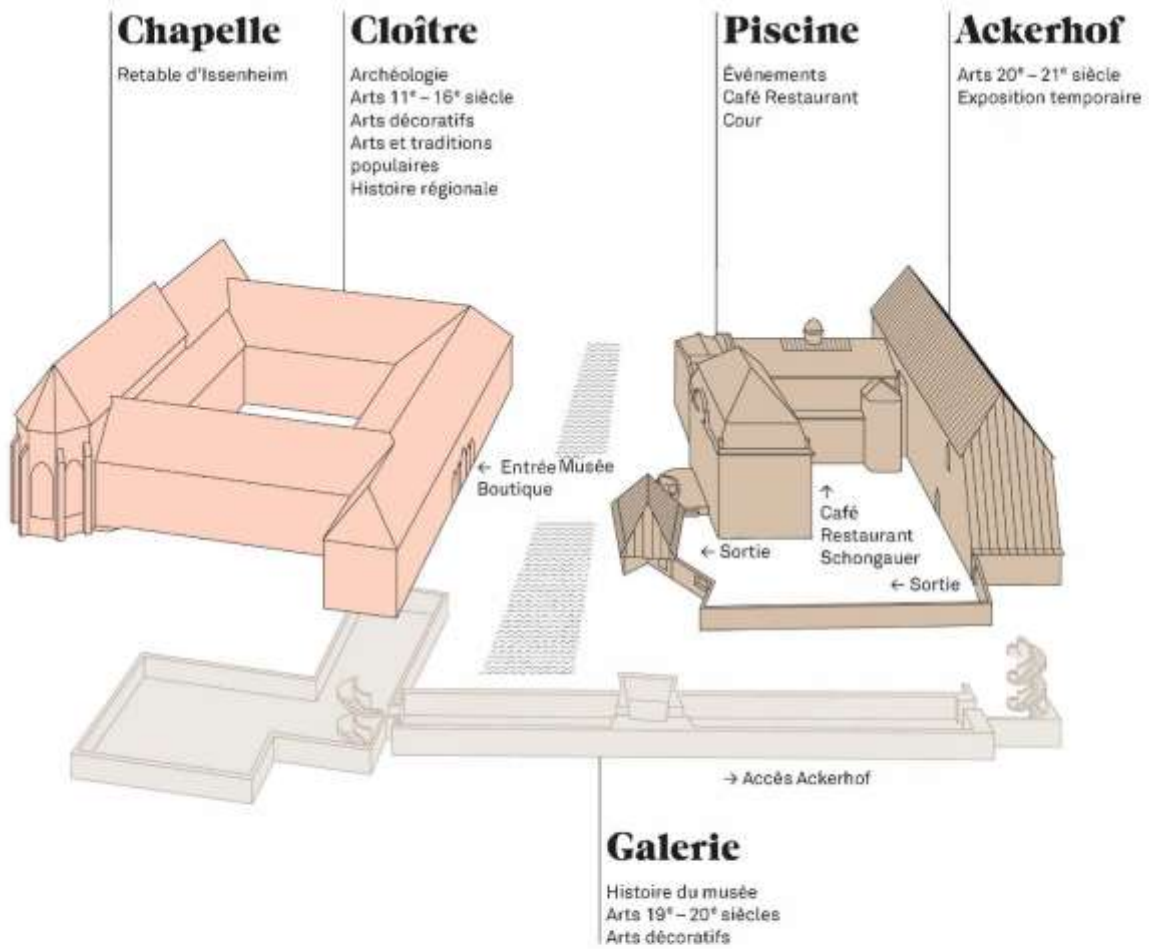 Chapelle
Retable d'Issenheim
Cloître
Archéologie
Arts 11e – 16e siècle
Arts décoratifs
Arts et traditions
populaires
Histoire régionale
Piscine
Événements
Café Restaurant
Cour
Ackerhof
Arts 20e – 21e siècle
Exposition temporaire
← Entrée Musée
Boutique
↑
Café
Restaurant
Schongauer
← Sortie
← Sortie
→ Accès Ackerhof
Galerie
Histoire du musée
Arts 19e – 20e siècles
Arts décoratifs